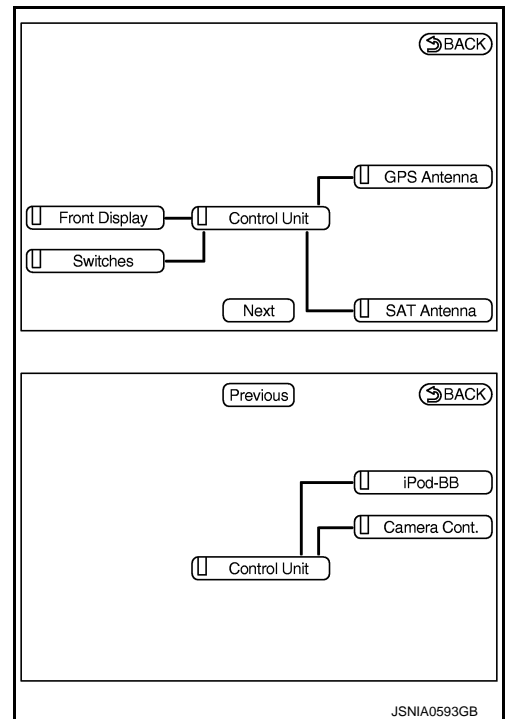 BACK
GPS Antenna
Front Display
Control Unit
Switches
Next
SAT Antenna
Previous
BACK
iPod-BB
Camera Cont.
Control Unit
JSNIA0593GB